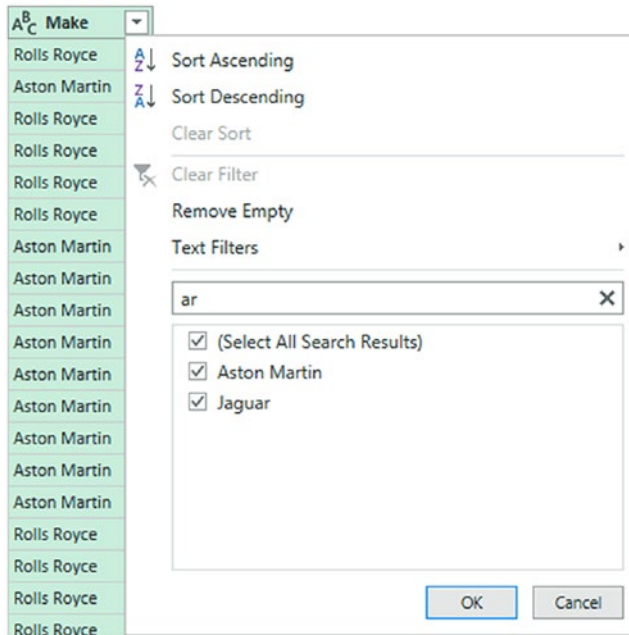 ABC Make
Rolls Royce
Aston Martin
Rolls Royce
Rolls Royce
Rolls Royce
Rolls Royce
Aston Martin
Aston Martin
Aston Martin
Aston Martin
Aston Martin
Aston Martin
Aston Martin
Aston Martin
Aston Martin
Rolls Royce
Rolls Royce
Rolls Royce
Rolls Royce
AZ Sort Ascending
ZA Sort Descending
Clear Sort
Clear Filter
Remove Empty
Text Filters
ar
(Select All Search Results)
Aston Martin
Jaguar
OK Cancel